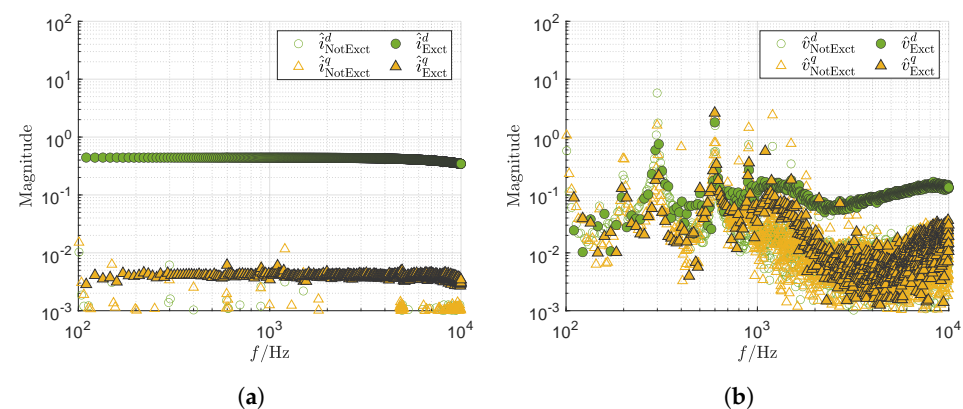 10^2
10^1
10^0
10^-1
10^-2
10^-3
Magnitude
10^2
10^3
10^4
f/Hz
î^d_NotExct
î^d_Exct
î^q_NotExct
î^q_Exct
(a)
10^2
10^1
10^0
10^-1
10^-2
10^-3
Magnitude
10^2
10^3
10^4
f/Hz
v̂^d_NotExct
v̂^d_Exct
v̂^q_NotExct
v̂^q_Exct
(b)